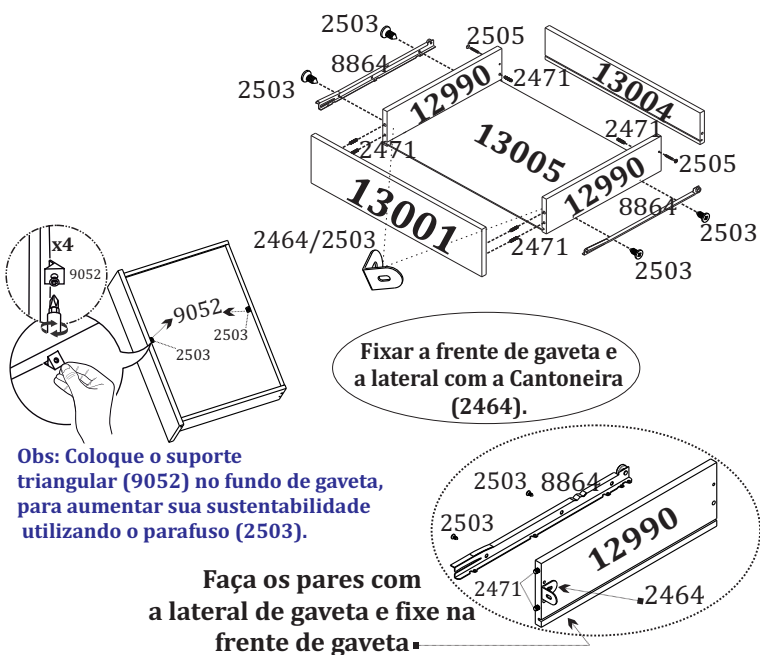 2503
2505
8864
2503
2471
12990
13004
2471
2471
13005
2505
12990
13001
8864
2464/2503
2471
2503
2503
x4
9052
9052
2503
2503
Fixar a frente de gaveta e
a lateral com a Cantoneira
(2464).
Obs: Coloque o suporte
triangular (9052) no fundo de gaveta,
para aumentar sua sustentabilidade
utilizando o parafuso (2503).
2503
8864
2503
12990
2471
2464
Faça os pares com
a lateral de gaveta e fixe na
frente de gaveta